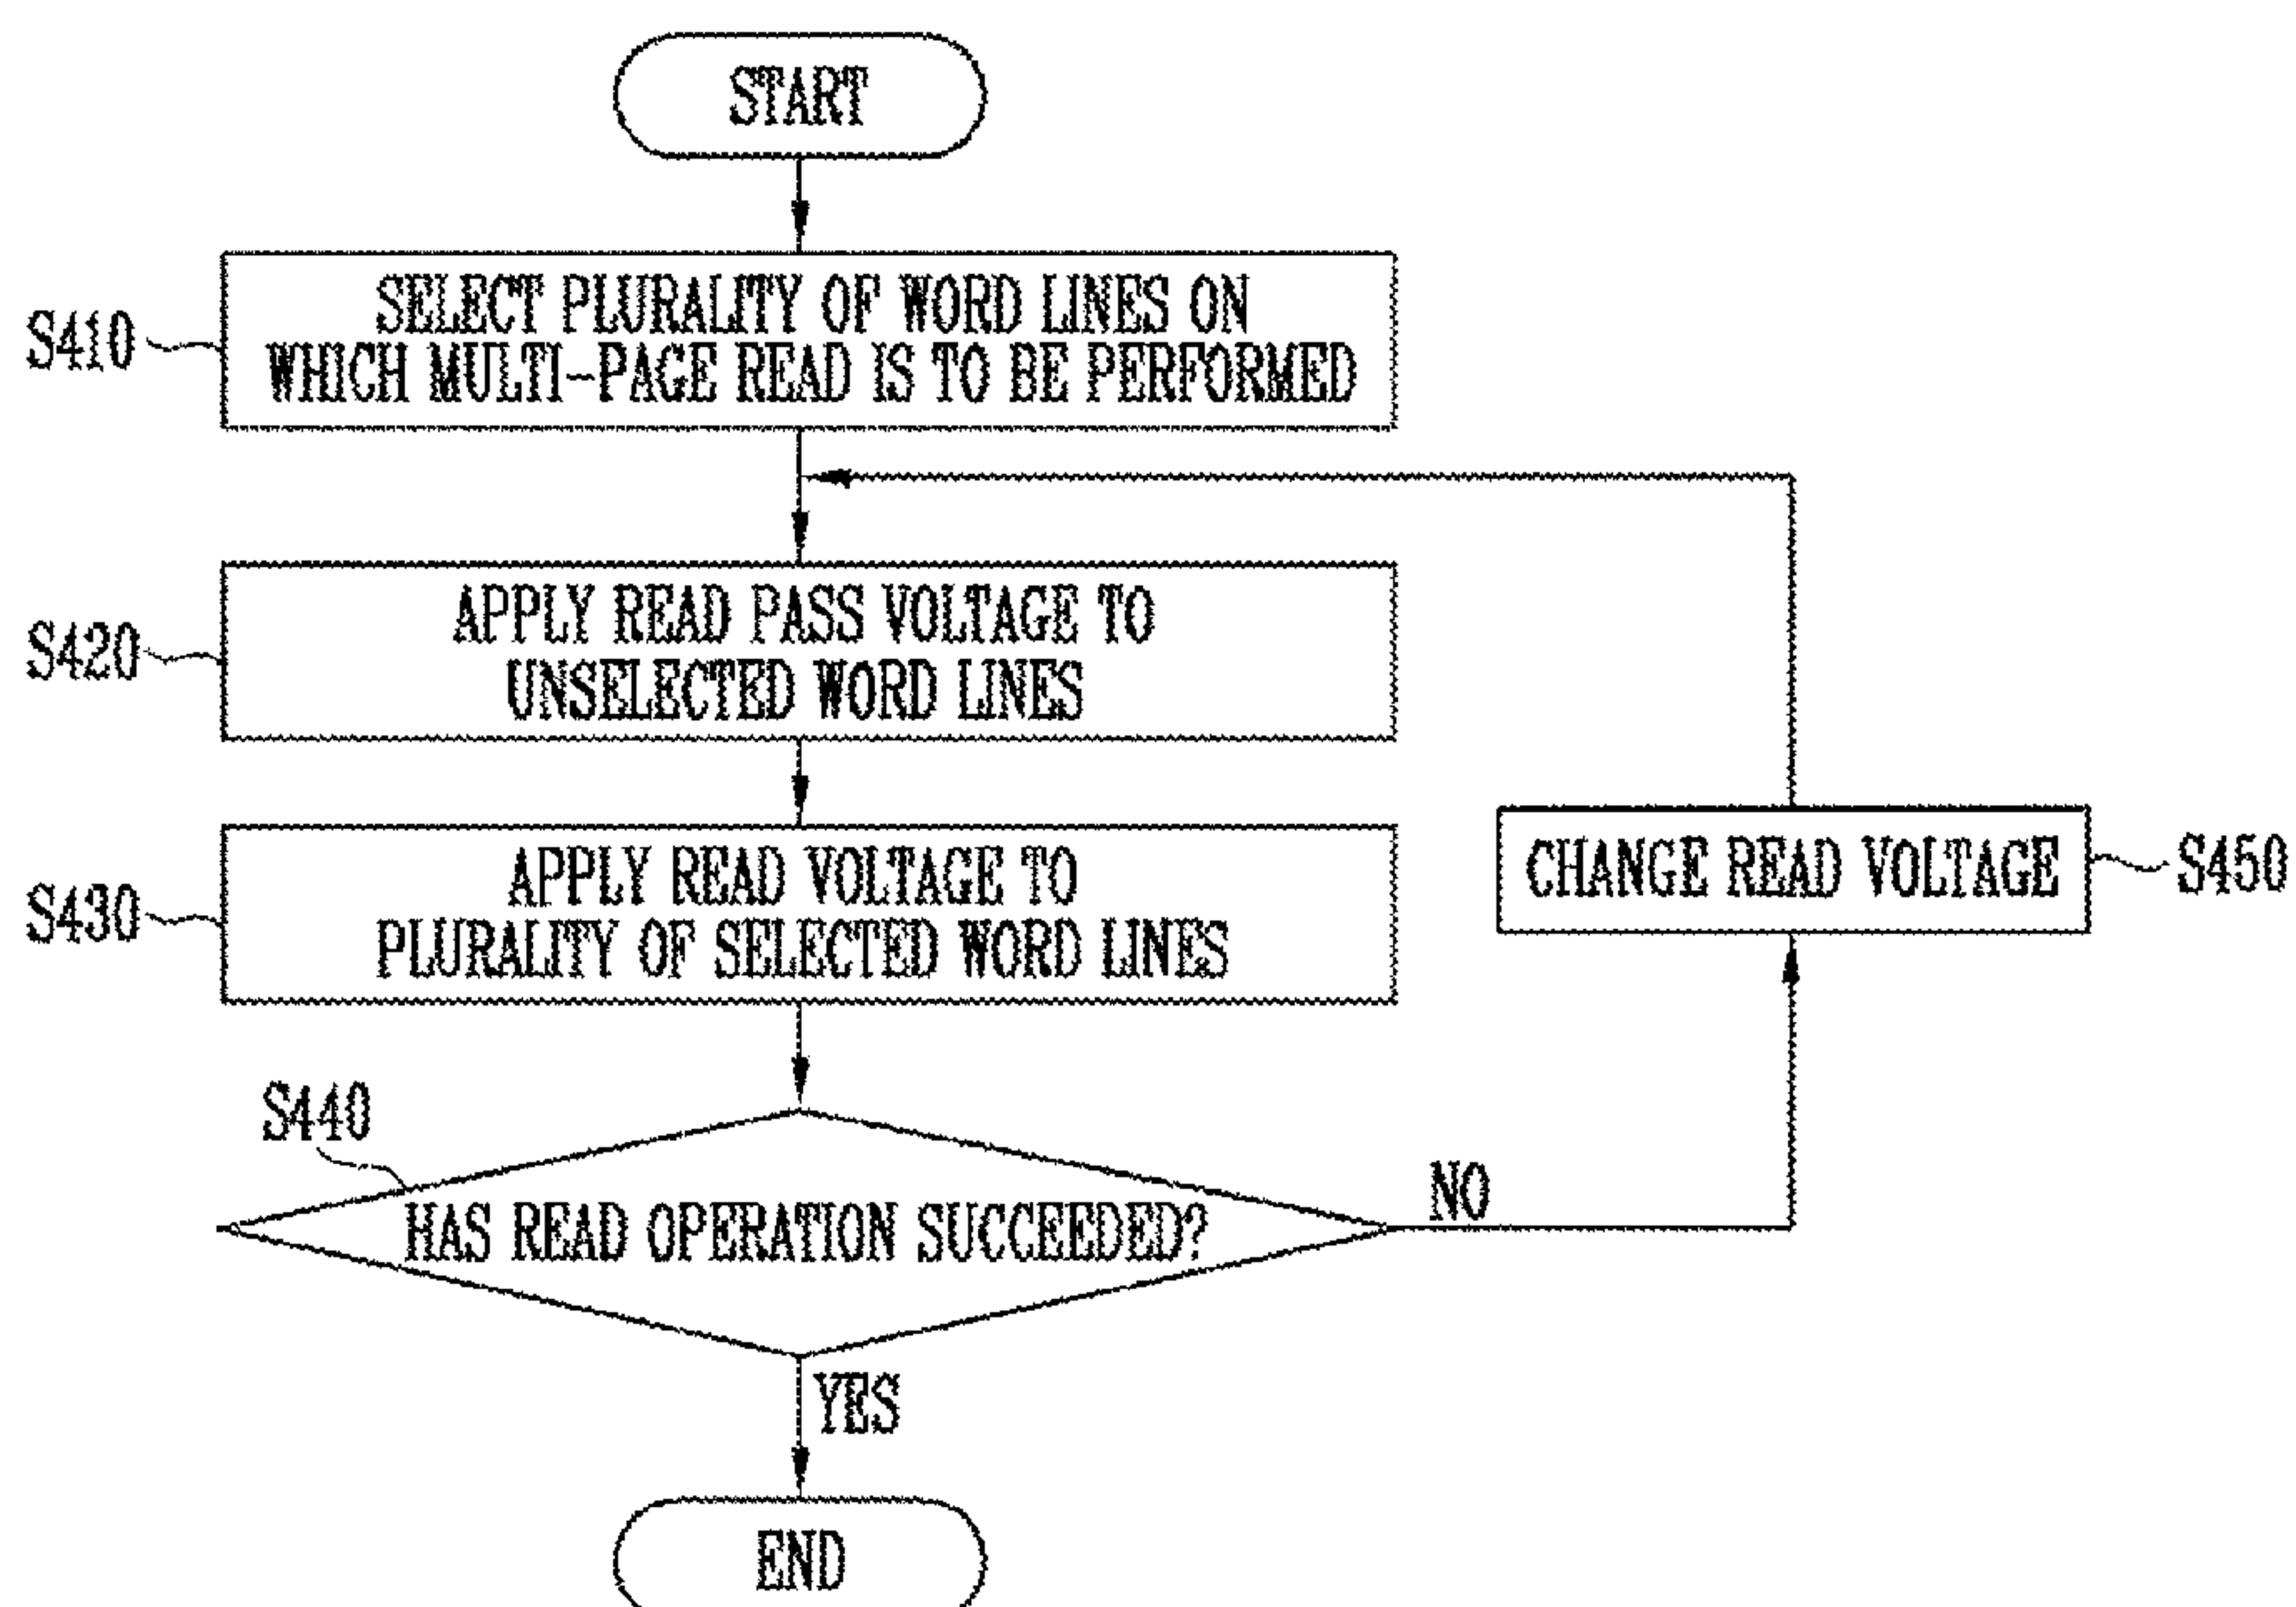 START
S410
SELECT PLURALITY OF WORD LINES ON
WHICH MULTI-PAGE READ IS TO BE PERFORMED
S420
APPLY READ PASS VOLTAGE TO
UNSELECTED WORD LINES
S430
APPLY READ VOLTAGE TO
PLURALITY OF SELECTED WORD LINES
CHANGE READ VOLTAGE
S450
S440
HAS READ OPERATION SUCCEEDED?
NO
YES
END